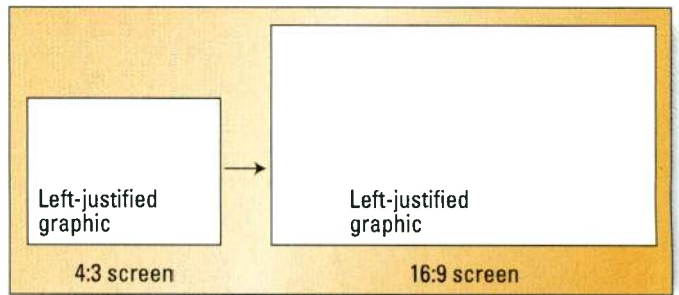 Left-justified
graphic
4:3 screen
Left-justified
graphic
16:9 screen